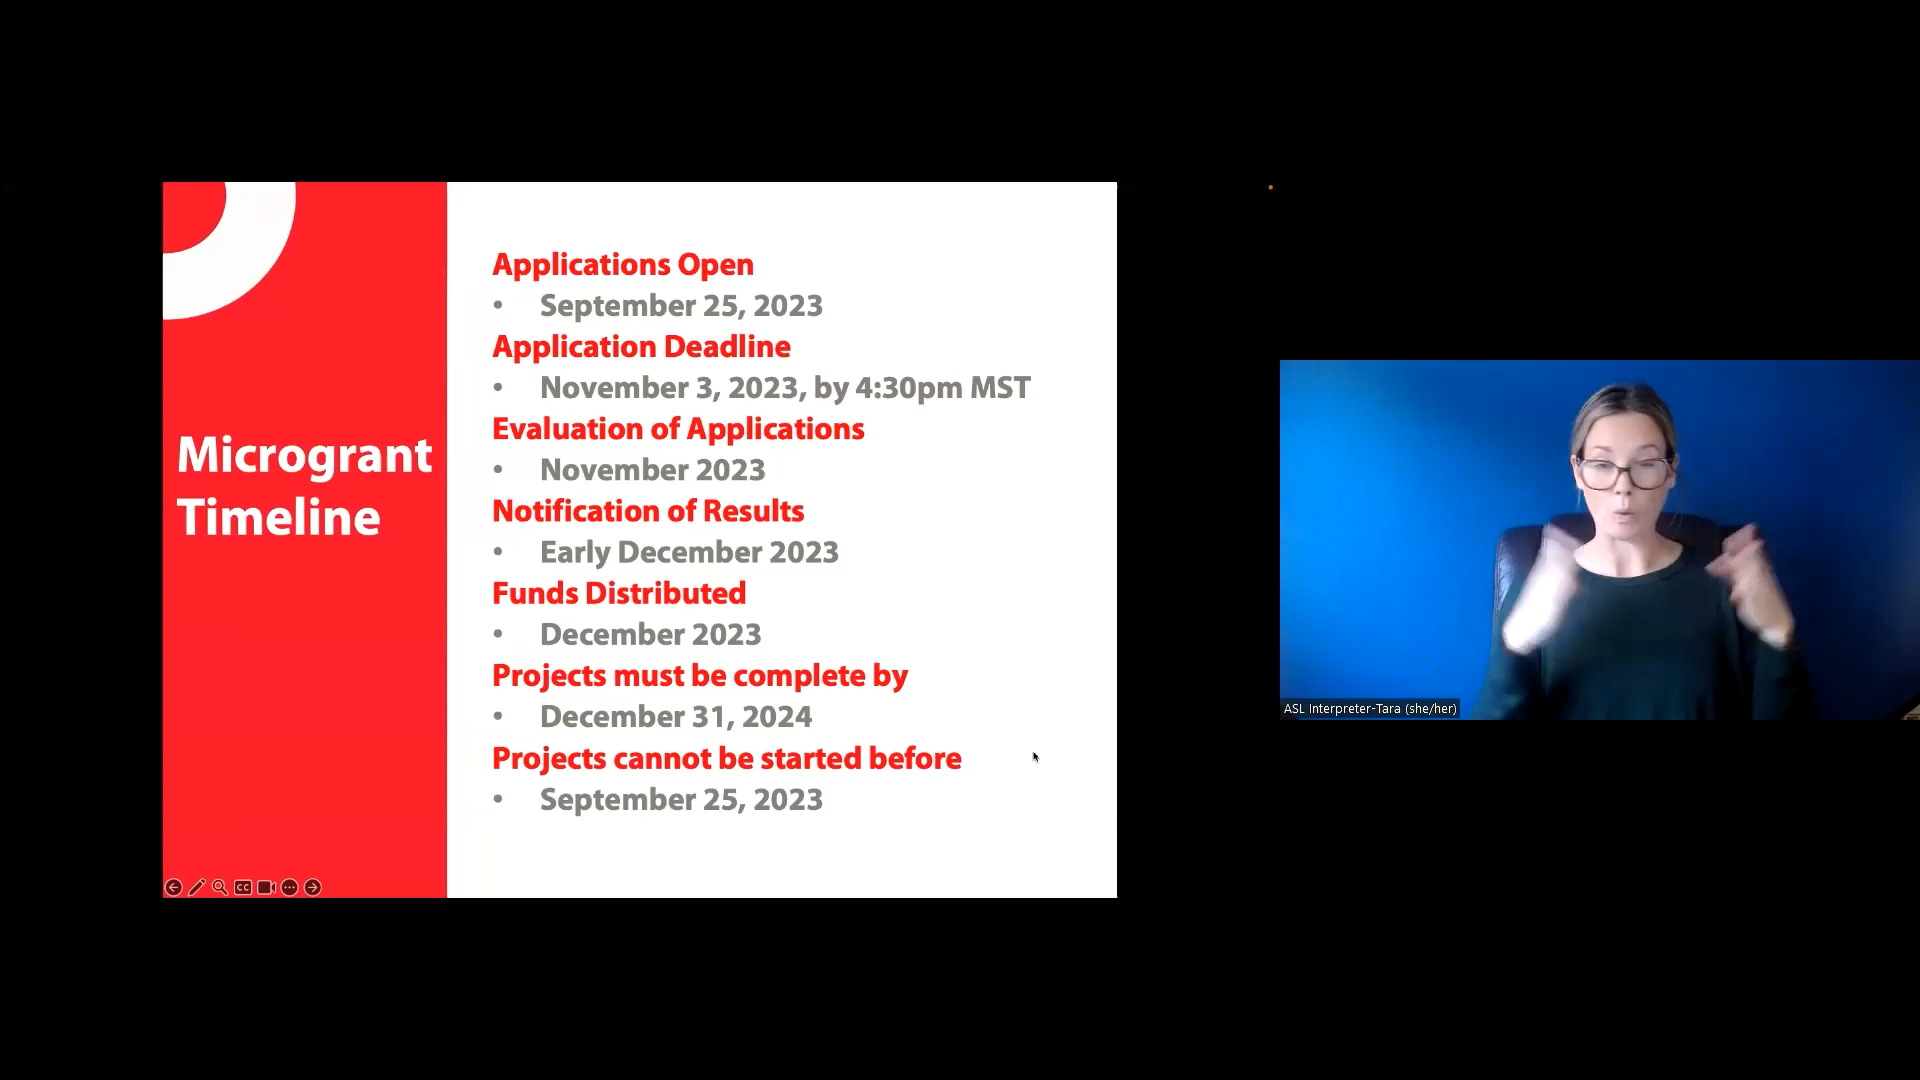 Microgrant
Timeline
Applications Open
• September 25, 2023
Application Deadline
• November 3, 2023, by 4:30pm MST
Evaluation of Applications
• November 2023
Notification of Results
• Early December 2023
Funds Distributed
• December 2023
Projects must be complete by
• December 31, 2024
Projects cannot be started before
• September 25, 2023
CC
ASL Interpreter-Tara (she/her)